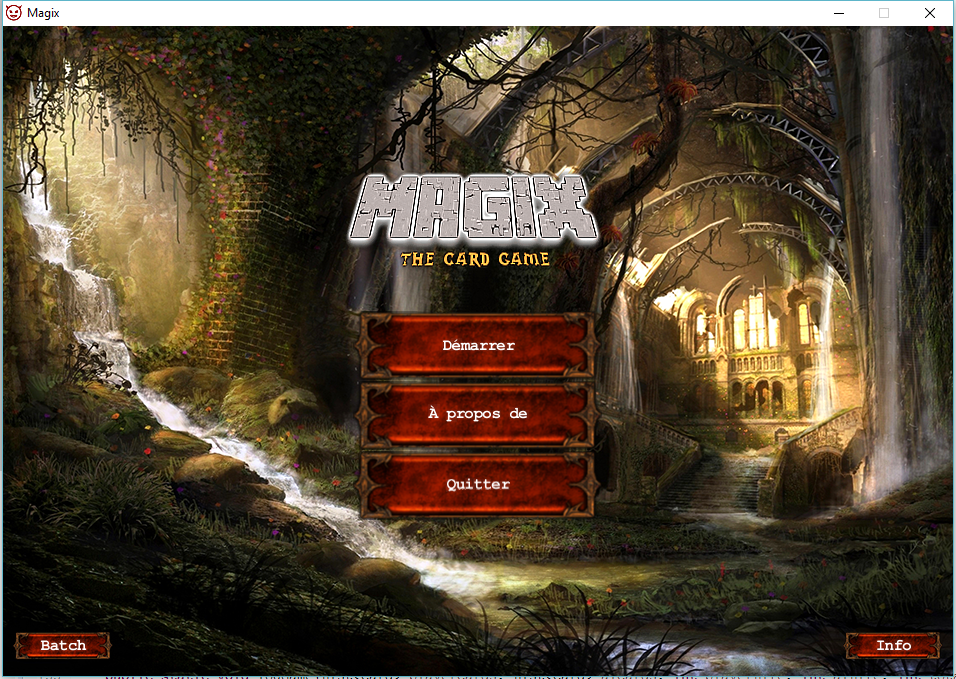 Magix
MAGIX
THE CARD GAME
Démarrer
À propos de
Quitter
Batch
Info